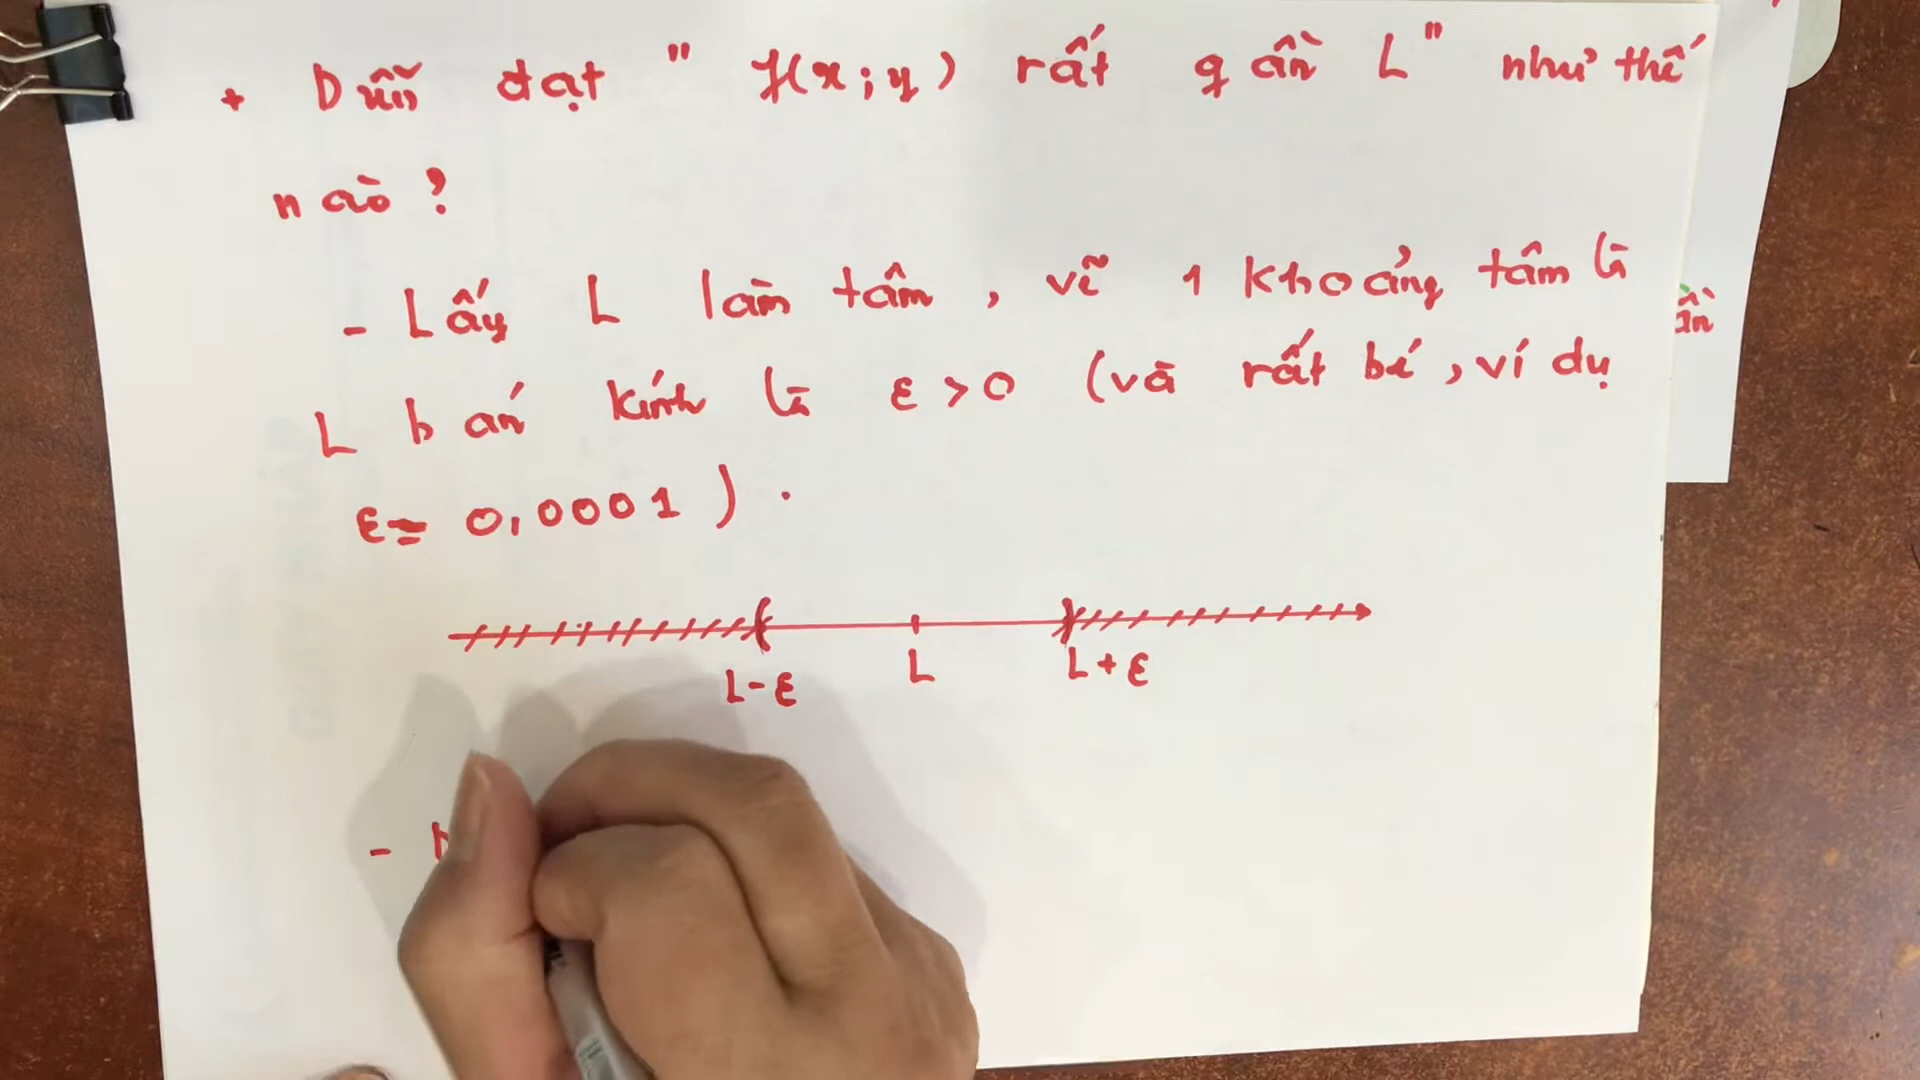 + Diễn đạt " f(x;y) rất gần L" như thế
nào?
- Lấy L làm tâm, vẽ 1 khoảng tâm là
L bán kính là ε > 0 (và rất bé, ví dụ
ε = 0,0001).
L-ε L L+ε
-
ần